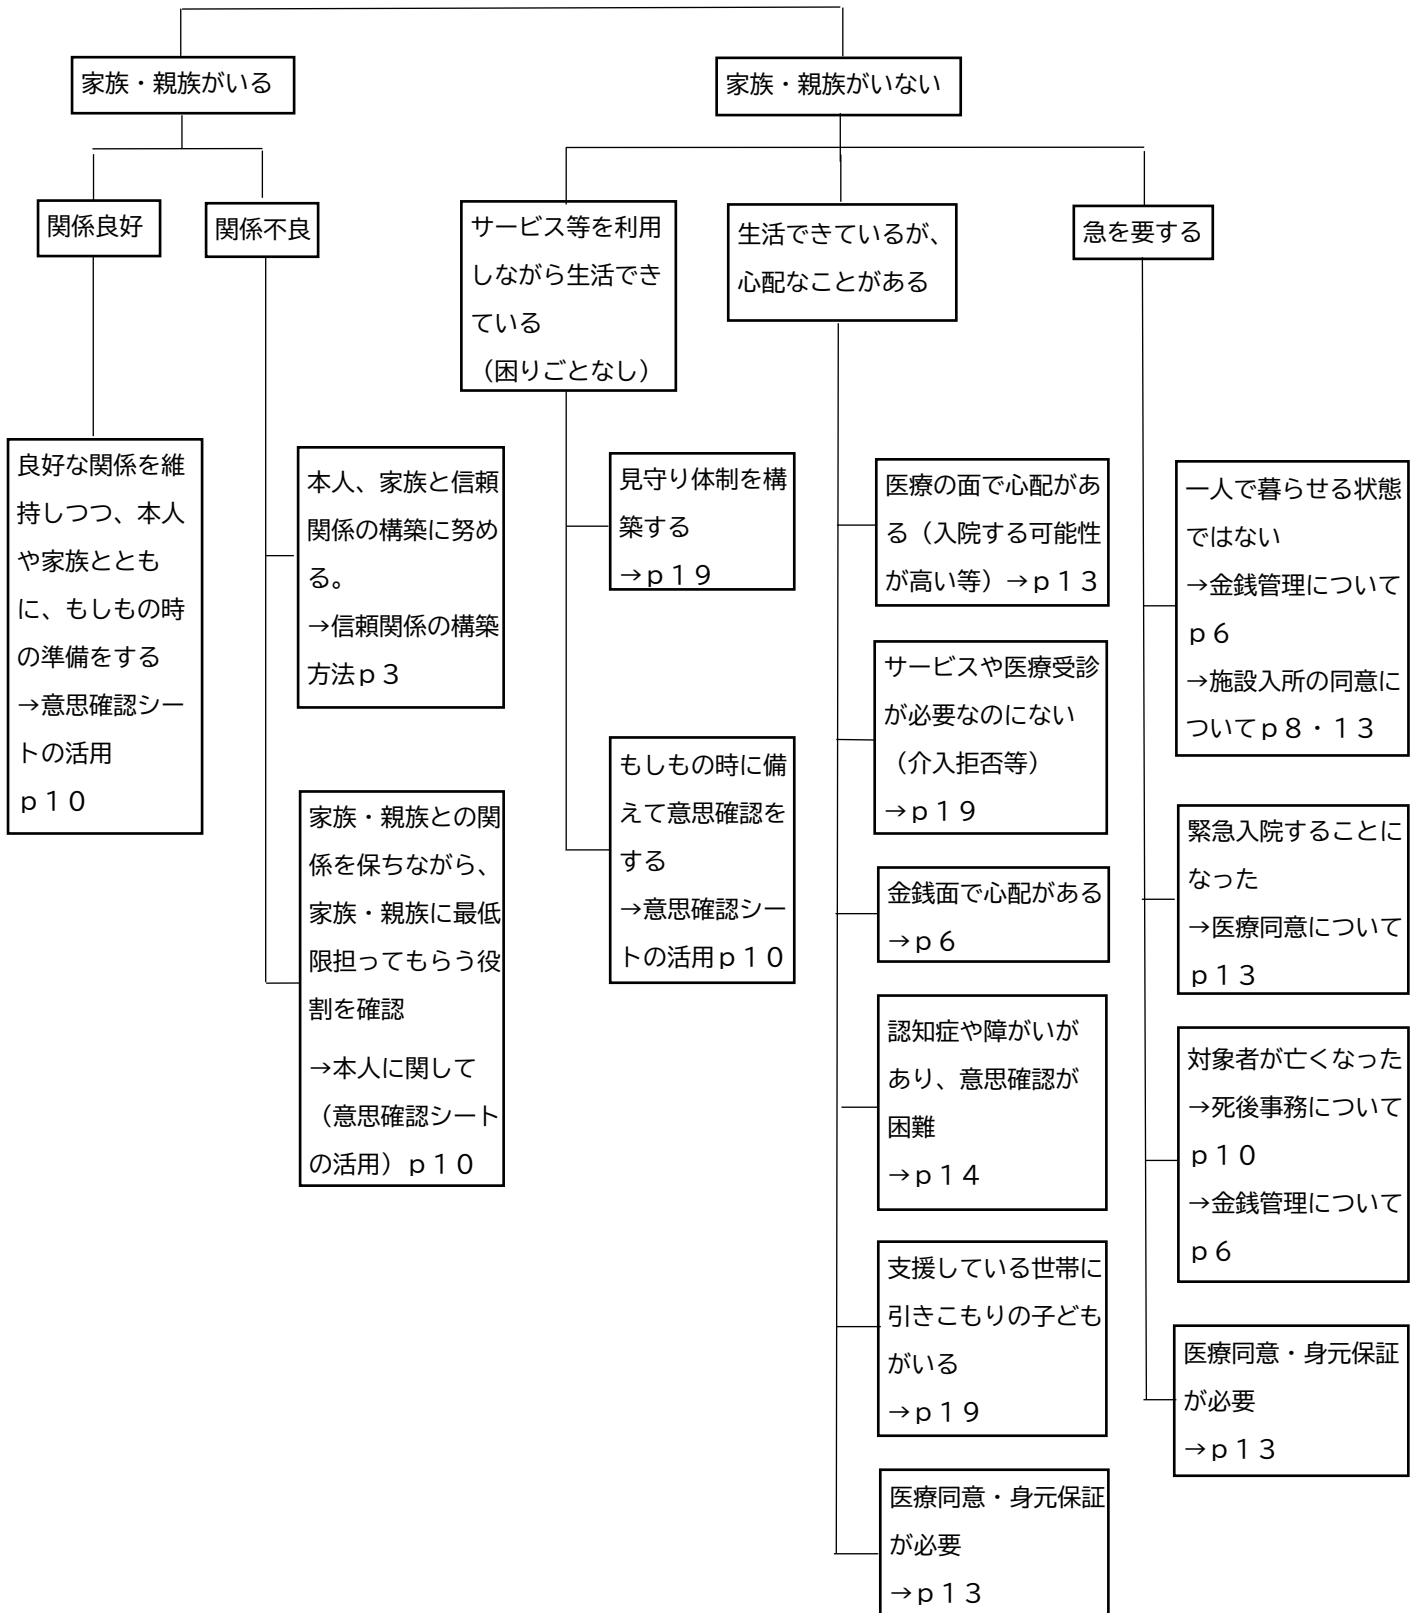 家族・親族がいる
家族・親族がいない
関係良好
関係不良
サービス等を利用
しながら生活でき
ている
（困りごとなし）
生活できているが、
心配なことがある
急を要する
良好な関係を維
持しつつ、本人
や家族ととも
に、もしもの時
の準備をする
→意思確認シー
トの活用
ｐ１０
本人、家族と信頼
関係の構築に努め
る。
→信頼関係の構築
方法ｐ３
家族・親族との関
係を保ちながら、
家族・親族に最低
限担ってもらう役
割を確認
→本人に関して
（意思確認シート
の活用）ｐ１０
見守り体制を構
築する
→ｐ１９
もしもの時に備
えて意思確認を
する
→意思確認シー
トの活用ｐ１０
医療の面で心配があ
る（入院する可能性
が高い等）→ｐ１３
サービスや医療受診
が必要なのにない
（介入拒否等）
→ｐ１９
金銭面で心配がある
→ｐ６
認知症や障がいが
あり、意思確認が
困難
→ｐ１４
支援している世帯に
引きこもりの子ども
がいる
→ｐ１９
医療同意・身元保証
が必要
→ｐ１３
一人で暮らせる状態
ではない
→金銭管理について
ｐ６
→施設入所の同意に
ついてｐ８・１３
緊急入院することに
なった
→医療同意について
ｐ１３
対象者が亡くなった
→死後事務について
ｐ１０
→金銭管理について
ｐ６
医療同意・身元保証
が必要
→ｐ１３